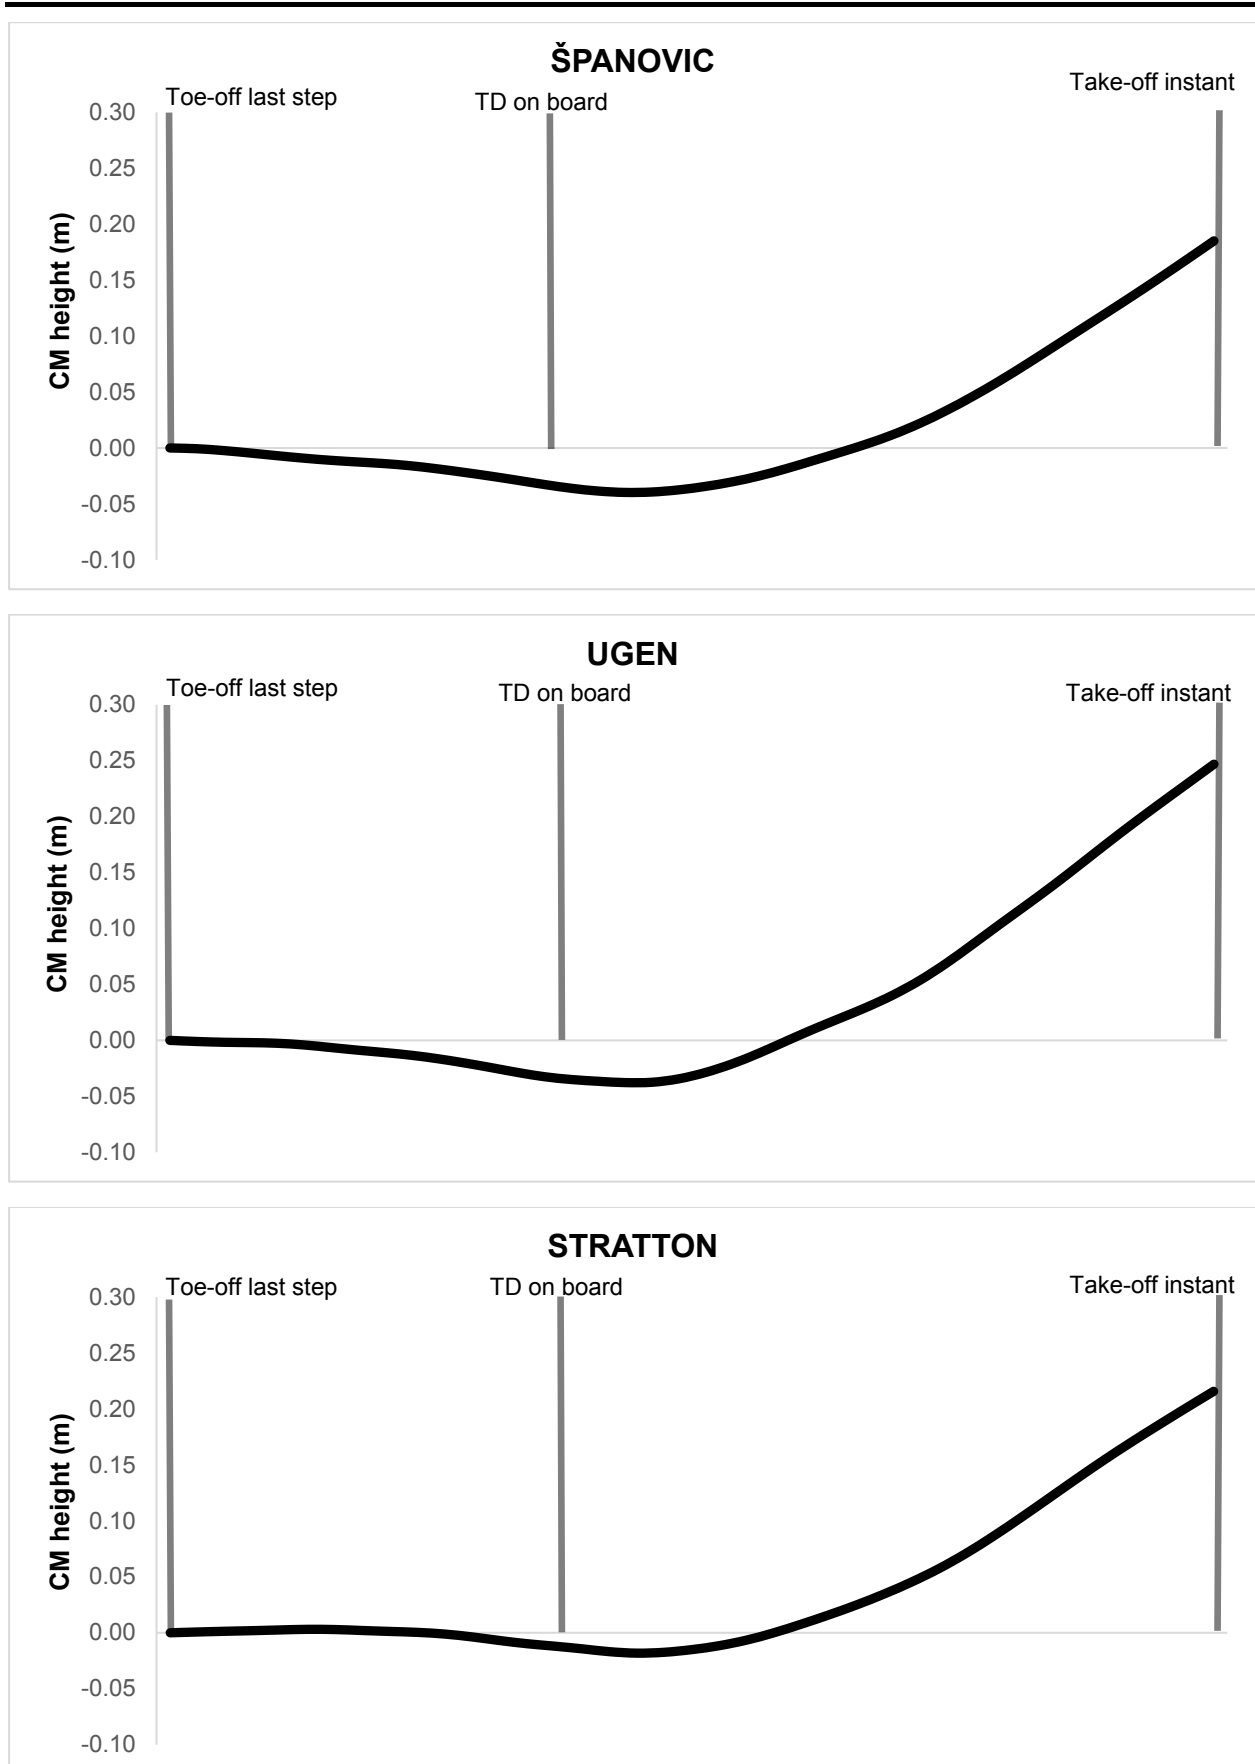 ŠPANOVIC
Toe-off last step
TD on board
Take-off instant
CM height (m)
0.30
0.25
0.20
0.15
0.10
0.05
0.00
-0.05
-0.10
UGEN
Toe-off last step
TD on board
Take-off instant
CM height (m)
0.30
0.25
0.20
0.15
0.10
0.05
0.00
-0.05
-0.10
STRATTON
Toe-off last step
TD on board
Take-off instant
CM height (m)
0.30
0.25
0.20
0.15
0.10
0.05
0.00
-0.05
-0.10